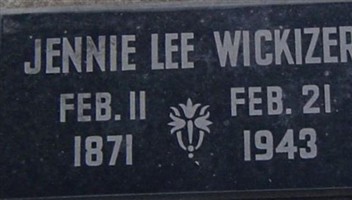 JENNIE LEE WICKIZER
FEB. 11 FEB. 21
1871 1943